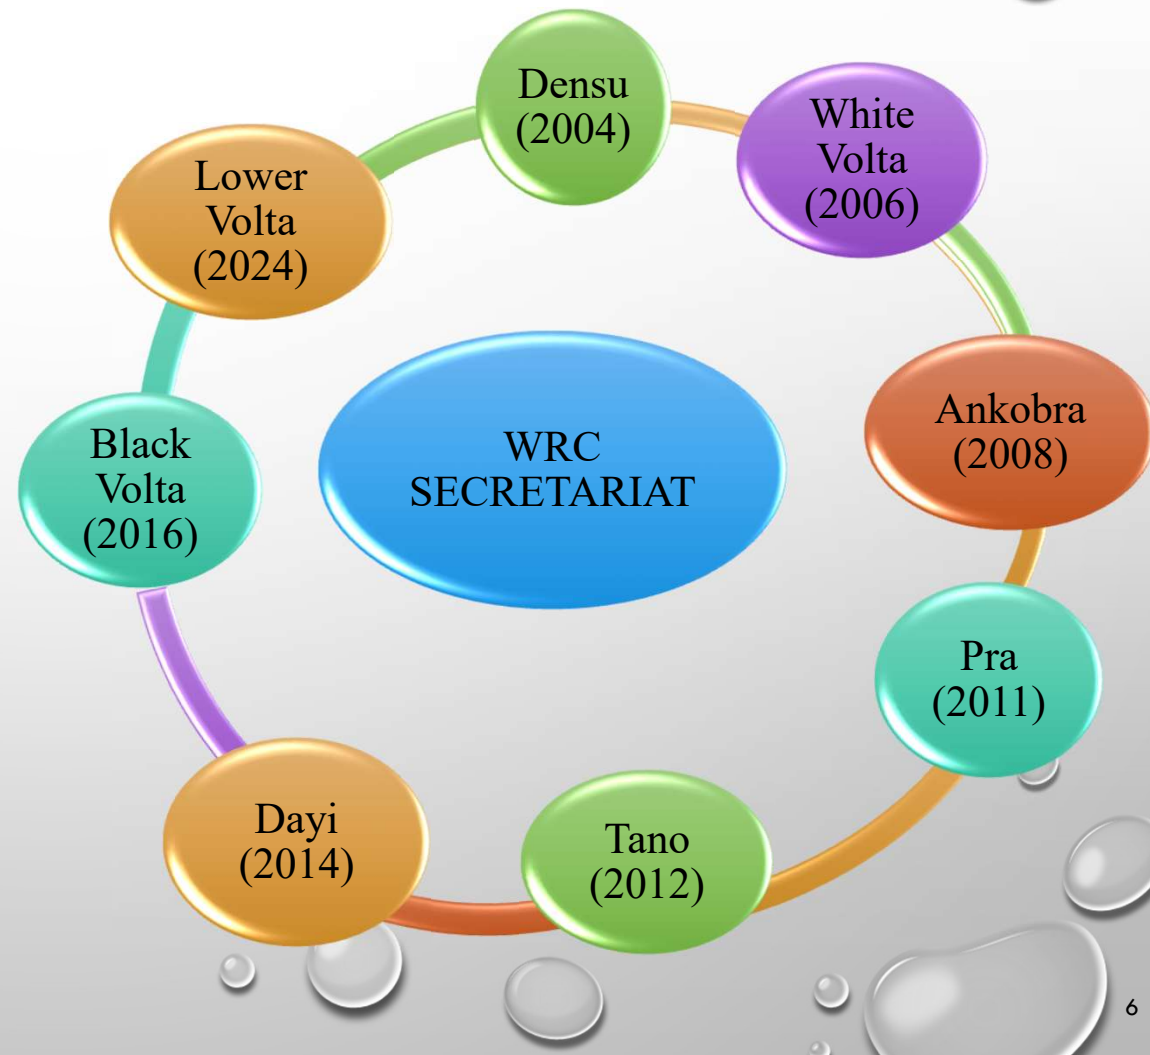 Densu
(2004)
White
Volta
(2006)
Ankobra
(2008)
Pra
(2011)
Tano
(2012)
Dayi
(2014)
Black
Volta
(2016)
Lower
Volta
(2024)
WRC
SECRETARIAT
6